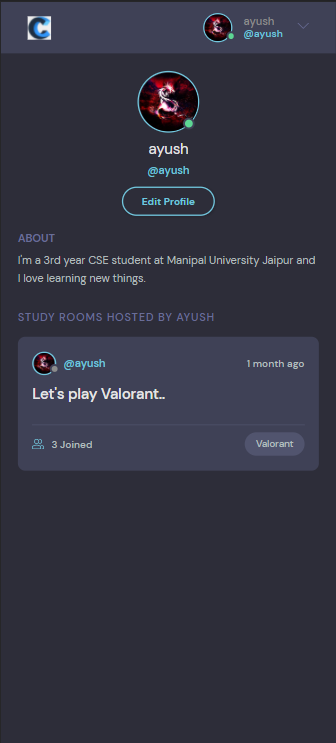 C
ayush
@ayush
ayush
@ayush
Edit Profile
ABOUT
I'm a 3rd year CSE student at Manipal University Jaipur and
I love learning new things.
STUDY ROOMS HOSTED BY AYUSH
@ayush
1 month ago
Let's play Valorant..
3 Joined
Valorant